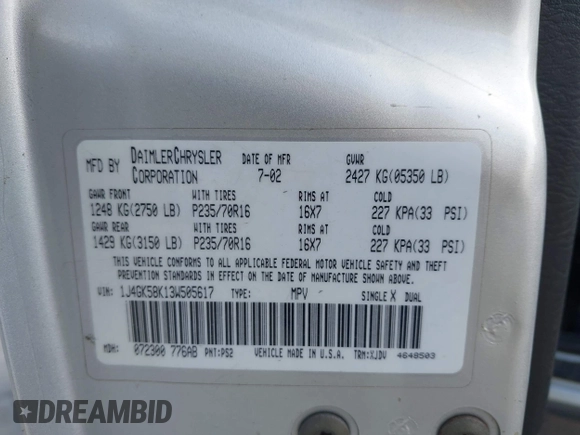 MFD BY DAIMLERCHRYSLER CORPORATION DATE OF MFR 7-02 GVWR 2427 KG(05350 LB)
GAWR FRONT WITH TIRES RIMS AT COLD
1248 KG(2750 LB) P235/70R16 16X7 227 KPA(33 PSI)
GAWR REAR WITH TIRES RIMS AT COLD
1429 KG(3150 LB) P235/70R16 16X7 227 KPA(33 PSI)
THIS VEHICLE CONFORMS TO ALL APPLICABLE FEDERAL MOTOR VEHICLE SAFETY AND THEFT
PREVENTION STANDARDS IN EFFECT ON THE DATE OF MANUFACTURE SHOWN ABOVE.
VIN: 1J4GK58K13W505617 TYPE: MPV SINGLE X DUAL
MDH: 072300 776AB PNT:PS2 VEHICLE MADE IN U.S.A. TRM:XJDV 4648503
DREAMBID